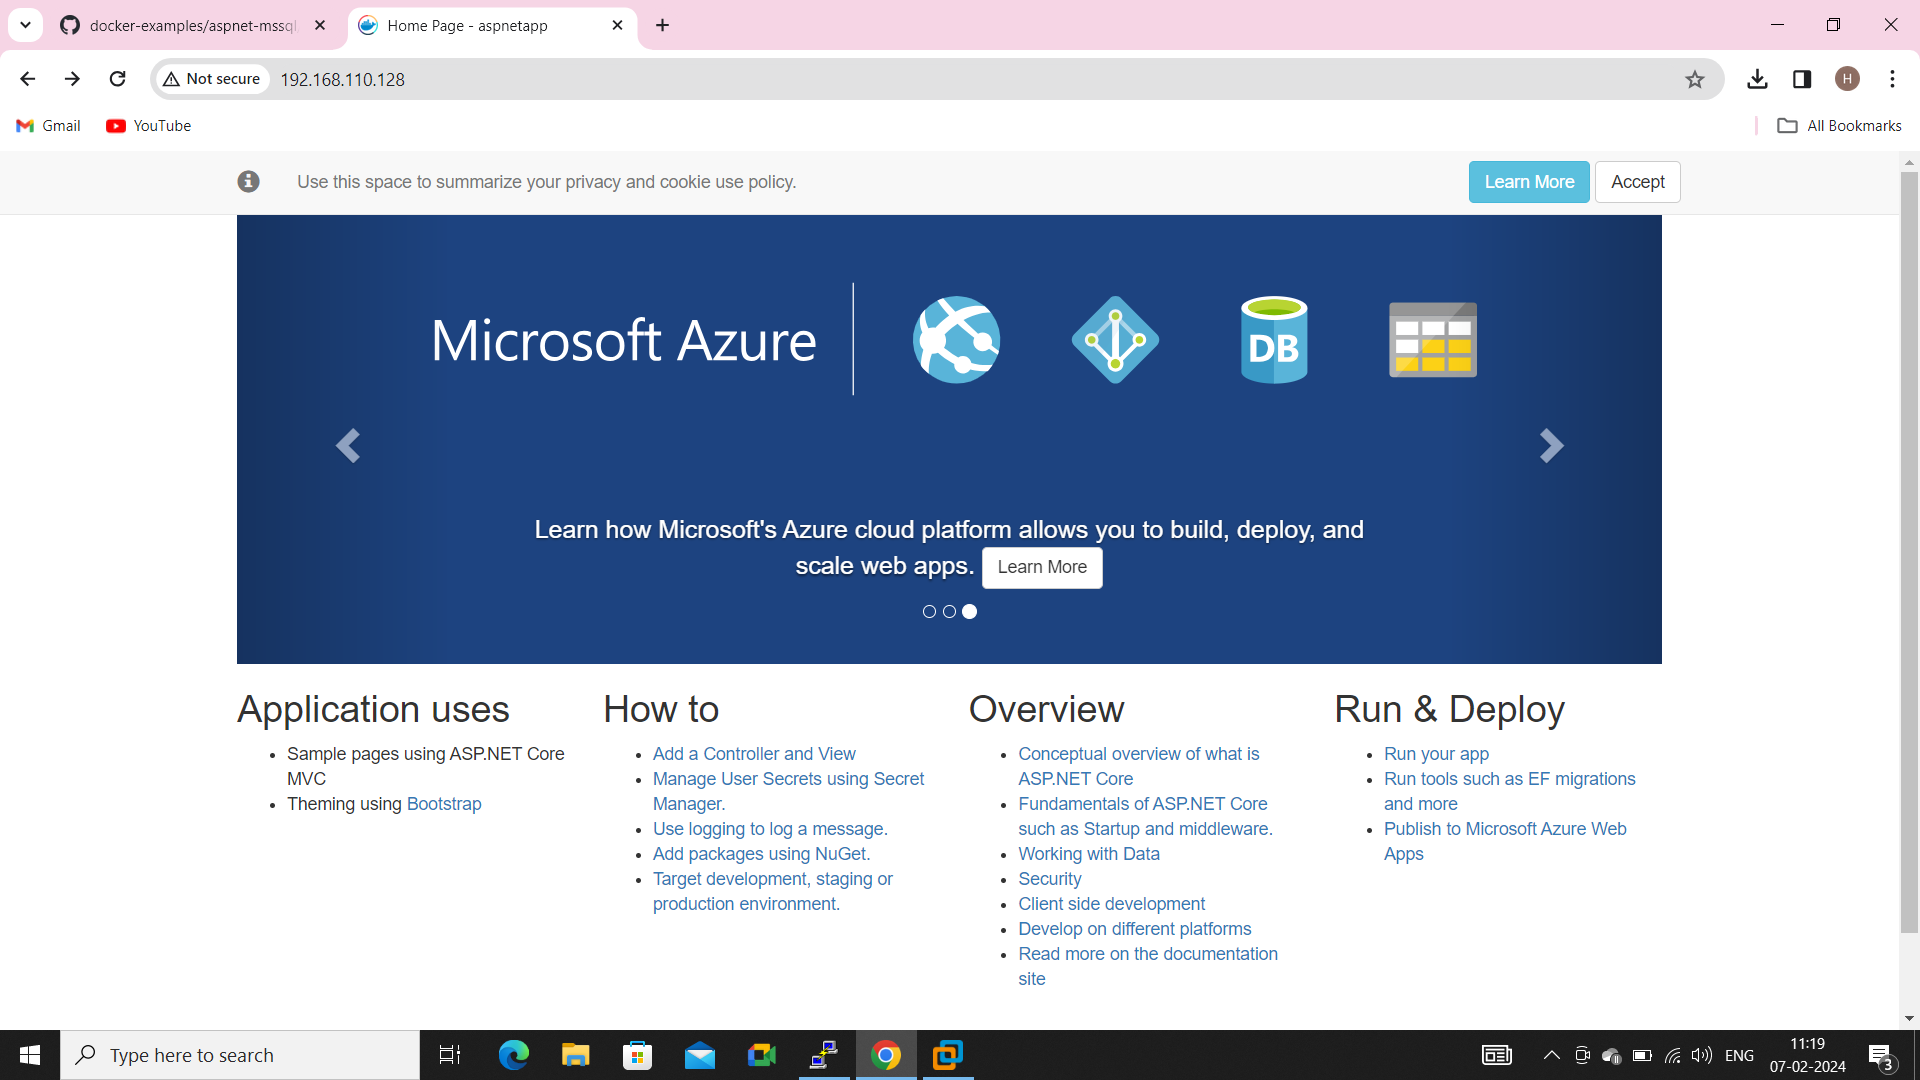 docker-examples/aspnet-mssql
Home Page - aspnetapp
Not secure
192.168.110.128
H
Gmail
YouTube
All Bookmarks
Use this space to summarize your privacy and cookie use policy.
Learn More
Accept
Microsoft Azure
DB
Learn how Microsoft's Azure cloud platform allows you to build, deploy, and
scale web apps. Learn More
Application uses
Sample pages using ASP.NET Core
MVC
Theming using Bootstrap
How to
Add a Controller and View
Manage User Secrets using Secret
Manager.
Use logging to log a message.
Add packages using NuGet.
Target development, staging or
production environment.
Overview
Conceptual overview of what is
ASP.NET Core
Fundamentals of ASP.NET Core
such as Startup and middleware.
Working with Data
Security
Client side development
Develop on different platforms
Read more on the documentation
site
Run & Deploy
Run your app
Run tools such as EF migrations
and more
Publish to Microsoft Azure Web
Apps
Type here to search
ENG
11:19
07-02-2024
3